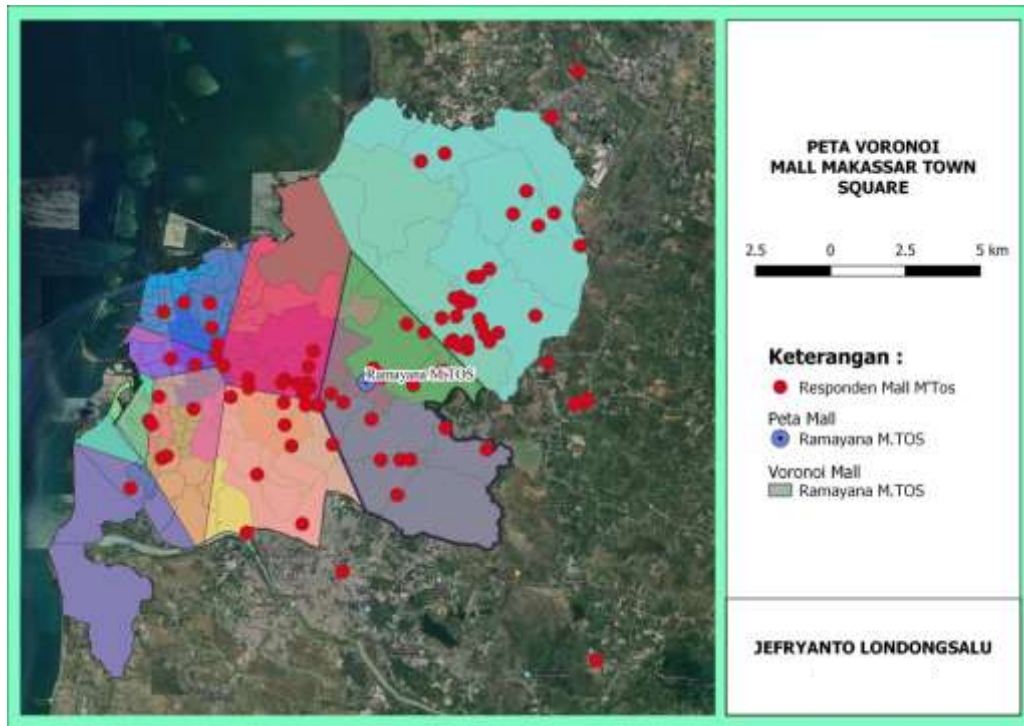 PETA VORONOI
MALL MAKASSAR TOWN
SQUARE
2.5 0 2.5 5 km
Keterangan :
Responden Mall M'Tos
Peta Mall
Ramayana M.TOS
Voronoi Mall
Ramayana M.TOS
JEFRYANTO LONDONGSALU
Ramayana M.TOS